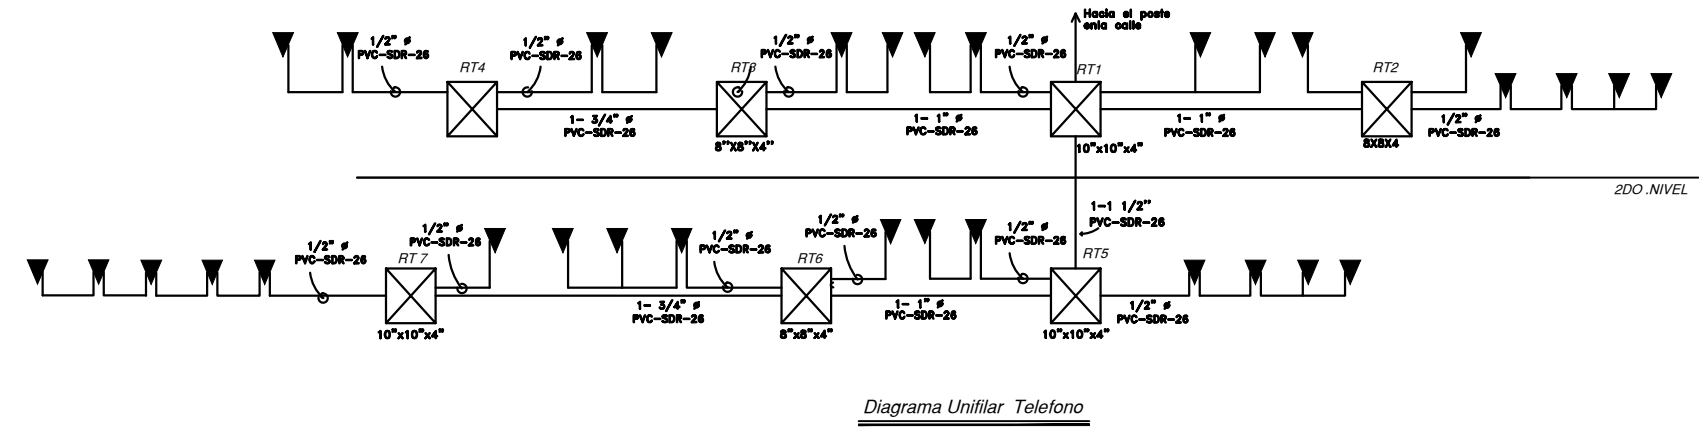 Hacia el poste
enla calle
1/2" ø
PVC-SDR-26
1/2" ø
PVC-SDR-26
1/2" ø
PVC-SDR-26
1/2" ø
PVC-SDR-26
RT4
RT3
RT1
RT2
1- 3/4" ø
PVC-SDR-26
1- 1" ø
PVC-SDR-26
1- 1" ø
PVC-SDR-26
1/2" ø
PVC-SDR-26
8"X8"X4"
10"x10"x4"
8X8X4
2DO .NIVEL
1-1 1/2"
PVC-SDR-26
1/2" ø
PVC-SDR-26
1/2" ø
PVC-SDR-26
1/2" ø
PVC-SDR-26
1/2" ø
PVC-SDR-26
1/2" ø
PVC-SDR-26
RT 7
RT6
RT5
1- 3/4" ø
PVC-SDR-26
1- 1" ø
PVC-SDR-26
1/2" ø
PVC-SDR-26
10"x10"x4"
8"x8"x4"
10"x10"x4"
Diagrama Unifilar Telefono